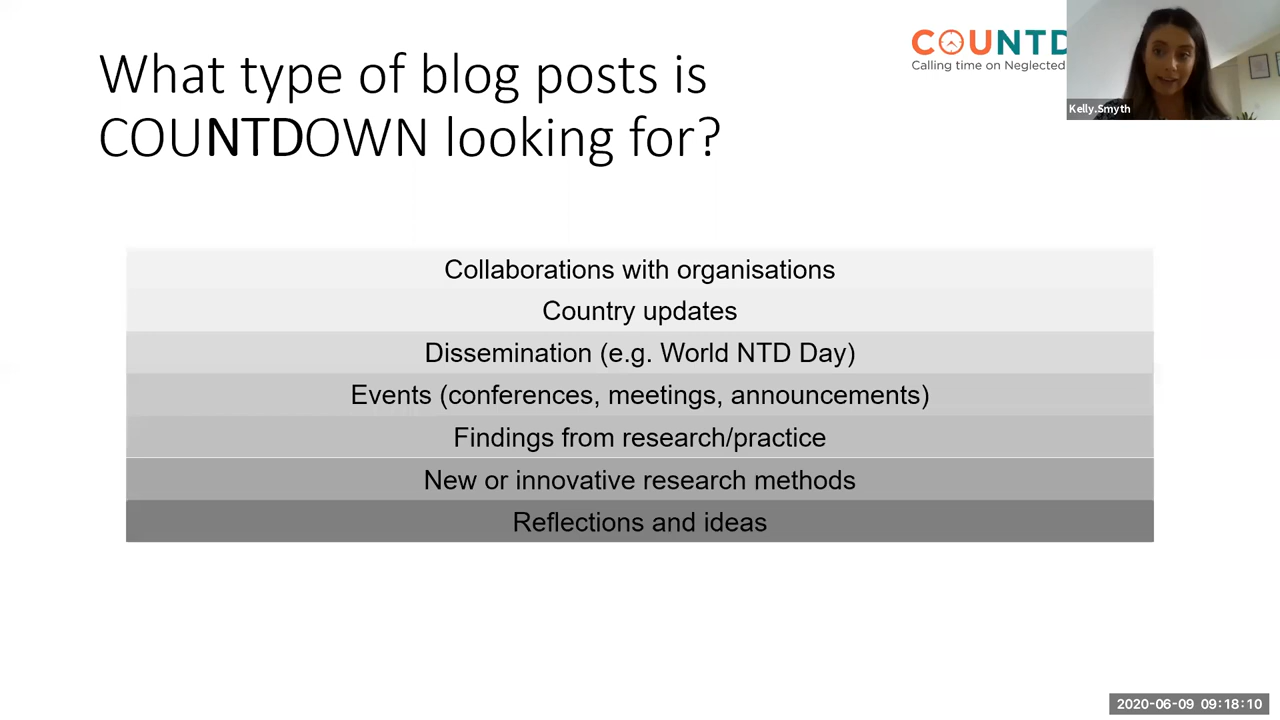 What type of blog posts is
COUNTDOWN looking for?
COUNTD
Calling time on Neglected
Kelly.Smyth
Collaborations with organisations
Country updates
Dissemination (e.g. World NTD Day)
Events (conferences, meetings, announcements)
Findings from research/practice
New or innovative research methods
Reflections and ideas
2020-06-09 09:18:10